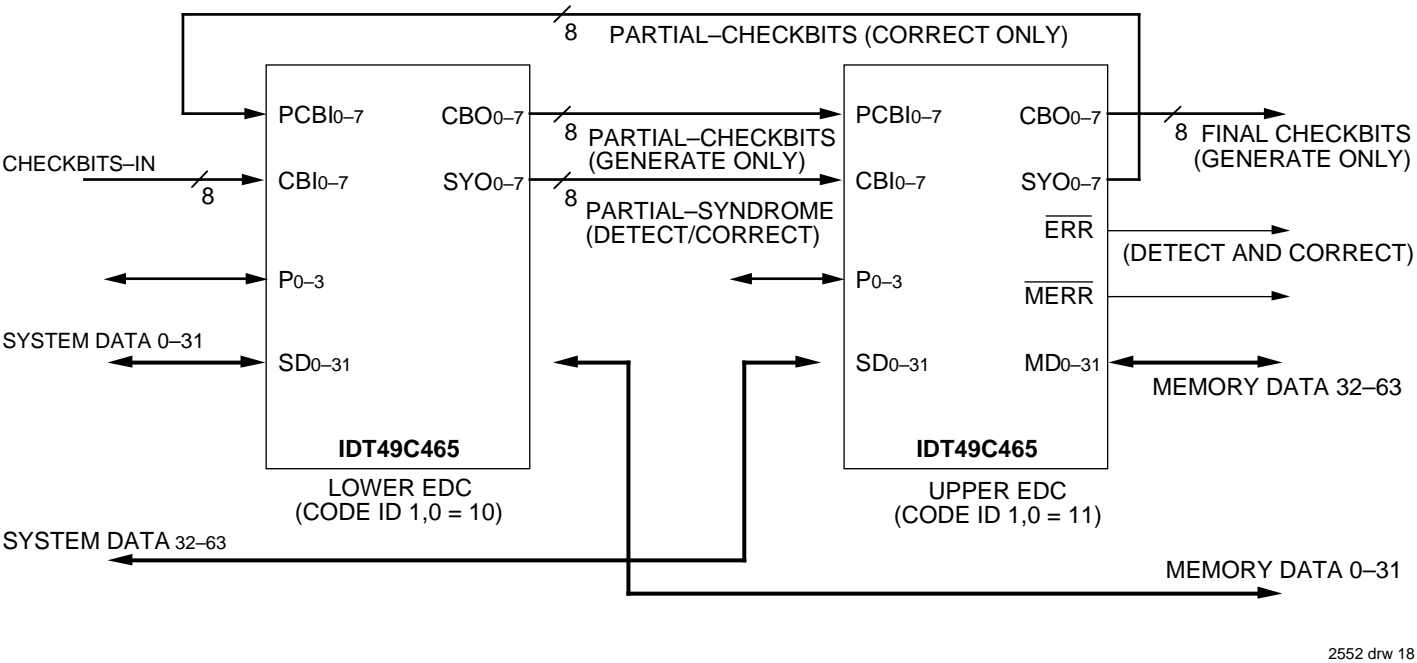 8 PARTIAL–CHECKBITS (CORRECT ONLY)
PCBI0–7 CBO0–7
8 PARTIAL–CHECKBITS
(GENERATE ONLY)
PCBI0–7 CBO0–7
8 FINAL CHECKBITS
(GENERATE ONLY)
CHECKBITS–IN
8
CBI0–7 SYO0–7
8 PARTIAL–SYNDROME
(DETECT/CORRECT)
CBI0–7 SYO0–7
ERR
(DETECT AND CORRECT)
P0–3
P0–3 MERR
SYSTEM DATA 0–31
SD0–31
SD0–31 MD0–31
MEMORY DATA 32–63
IDT49C465
IDT49C465
LOWER EDC
(CODE ID 1,0 = 10)
UPPER EDC
(CODE ID 1,0 = 11)
SYSTEM DATA 32–63
MEMORY DATA 0–31
2552 drw 18